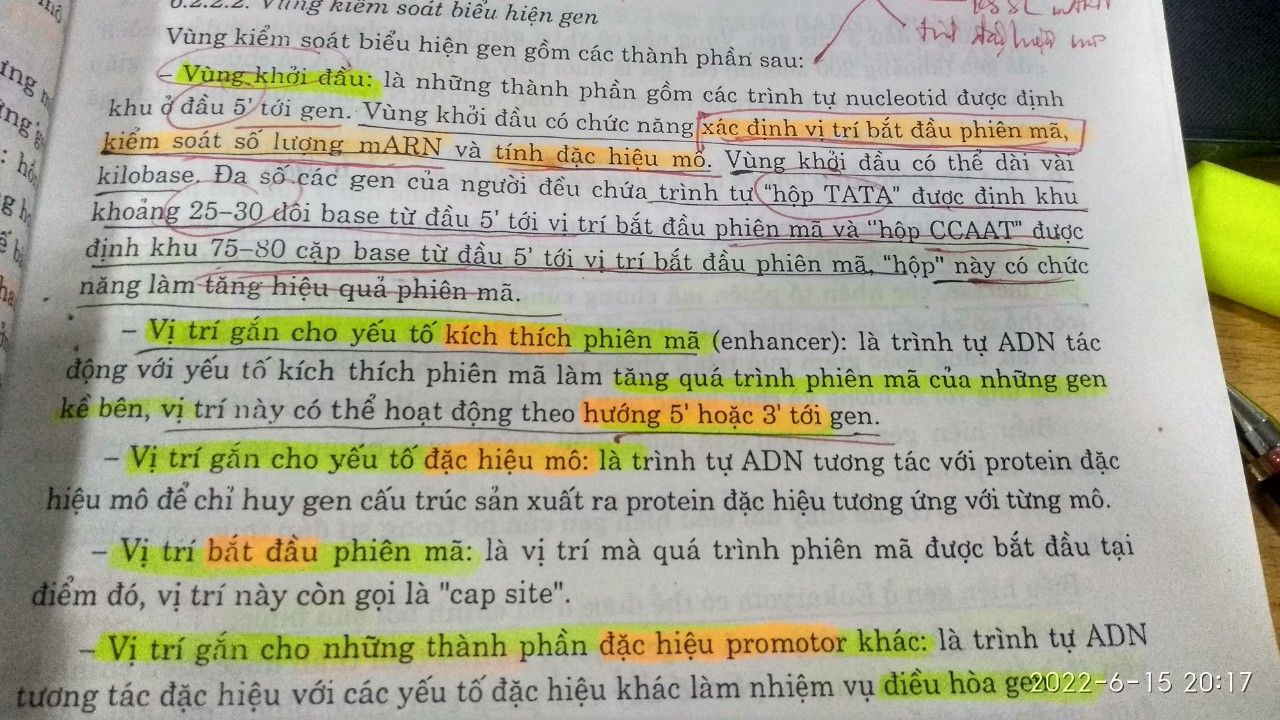 6.2.2.2. Vùng kiểm soát biểu hiện gen
Vùng kiểm soát biểu hiện gen gồm các thành phần sau:
– Vùng khởi đầu: là những thành phần gồm các trình tự nucleotid được định
khu ở đầu 5' tới gen. Vùng khởi đầu có chức năng xác định vị trí bắt đầu phiên mã,
kiểm soát số lượng mARN và tính đặc hiệu mô. Vùng khởi đầu có thể dài vài
kilobase. Đa số các gen của người đều chứa trình tự "hộp TATA" được định khu
khoảng 25–30 đôi base từ đầu 5' tới vị trí bắt đầu phiên mã và "hộp CCAAT" được
định khu 75–80 cặp base từ đầu 5' tới vị trí bắt đầu phiên mã, "hộp" này có chức
năng làm tăng hiệu quả phiên mã.
– Vị trí gắn cho yếu tố kích thích phiên mã (enhancer): là trình tự ADN tác
động với yếu tố kích thích phiên mã làm tăng quá trình phiên mã của những gen
kề bên, vị trí này có thể hoạt động theo hướng 5' hoặc 3' tới gen.
– Vị trí gắn cho yếu tố đặc hiệu mô: là trình tự ADN tương tác với protein đặc
hiệu mô để chỉ huy gen cấu trúc sản xuất ra protein đặc hiệu tương ứng với từng mô.
– Vị trí bắt đầu phiên mã: là vị trí mà quá trình phiên mã được bắt đầu tại
điểm đó, vị trí này còn gọi là "cap site".
– Vị trí gắn cho những thành phần đặc hiệu promotor khác: là trình tự ADN
tương tác đặc hiệu với các yếu tố đặc hiệu khác làm nhiệm vụ điều hòa gen
2022-6-15 20:17